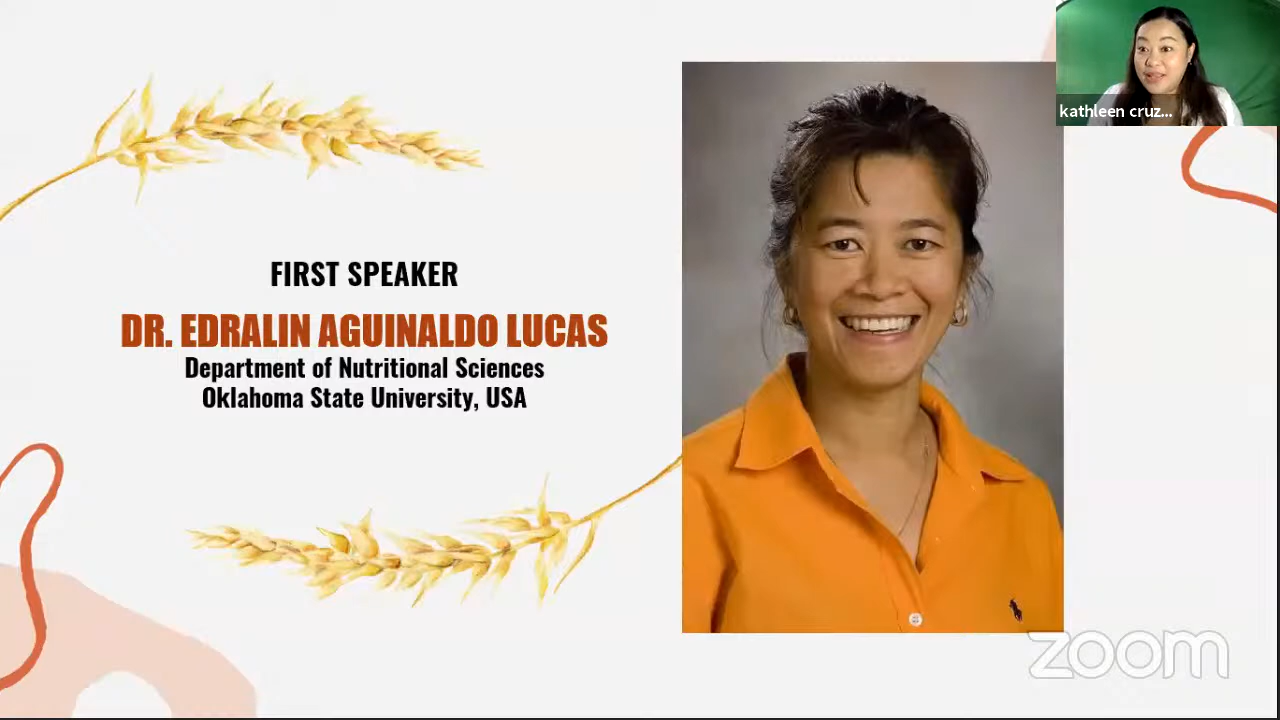 kathleen cruz...
FIRST SPEAKER
DR. EDRALIN AGUINALDO LUCAS
Department of Nutritional Sciences
Oklahoma State University, USA
zoom